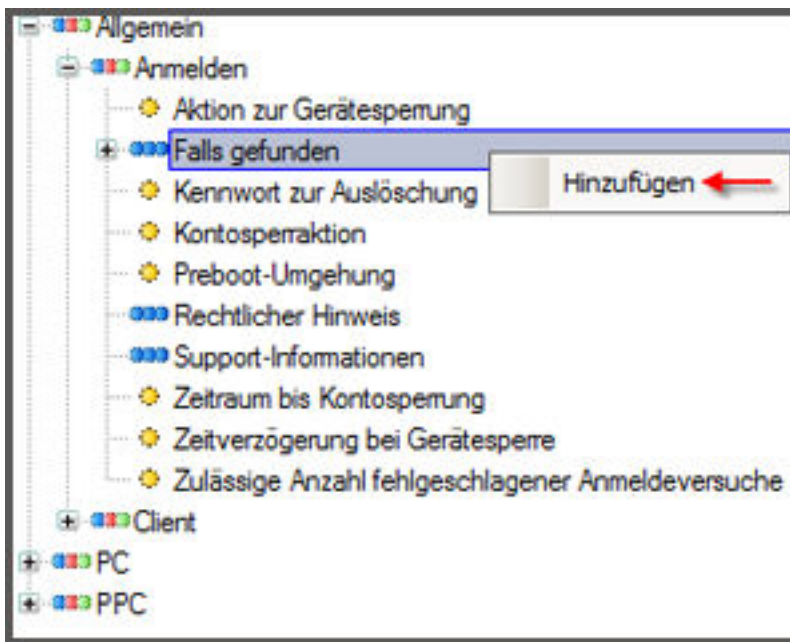 Allgemein
Anmelden
Aktion zur Gerätesperrung
Falls gefunden
Hinzufügen
Kennwort zur Auslöschung
Kontosperraktion
Preboot-Umgehung
Rechtlicher Hinweis
Support-Informationen
Zeitraum bis Kontosperrung
Zeitverzögerung bei Gerätesperre
Zulässige Anzahl fehlgeschlagener Anmeldeversuche
Client
PC
PPC